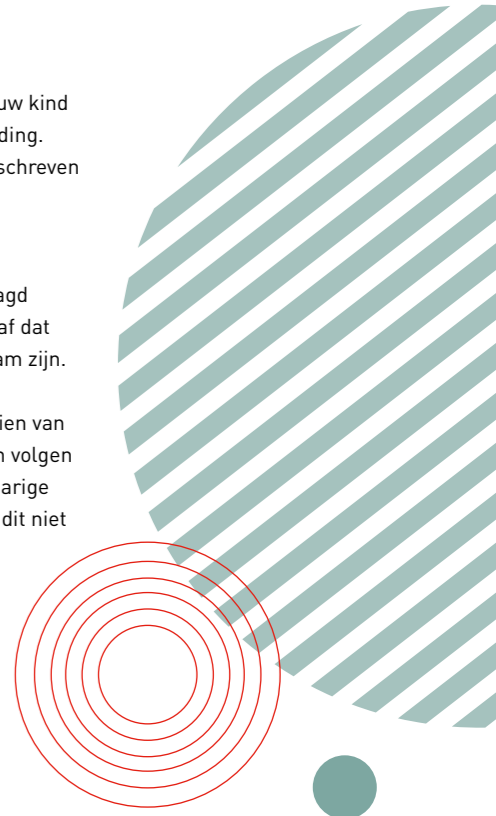 uw kind
ding.
schreven
agd
af dat
am zijn.
ien van
n volgen
arige
dit niet